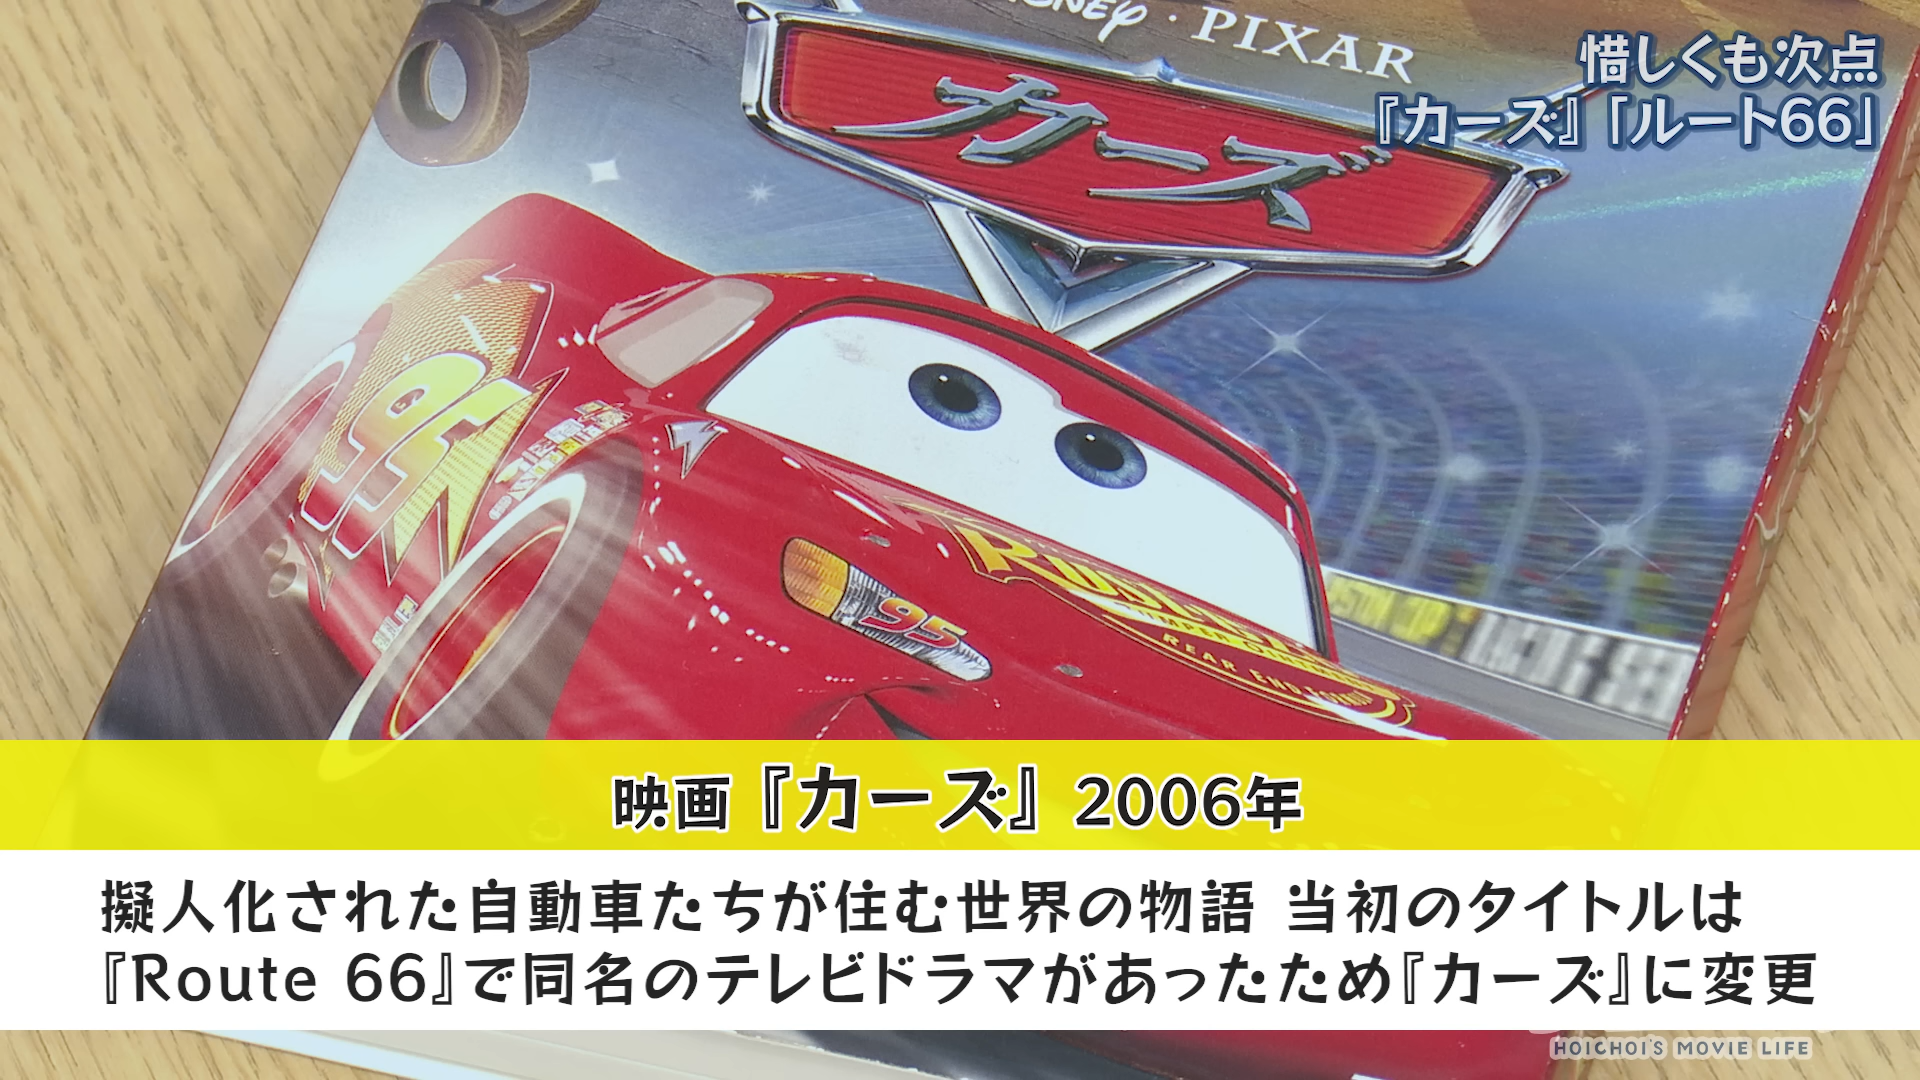 DISNEY · PIXAR
惜しくも次点
『カーズ』「ルート66」
カーズ
95
95
REAR END
映画『カーズ』2006年
擬人化された自動車たちが住む世界の物語 当初のタイトルは
『Route 66』で同名のテレビドラマがあったため『カーズ』に変更
HOICHOI'S MOVIE LIFE